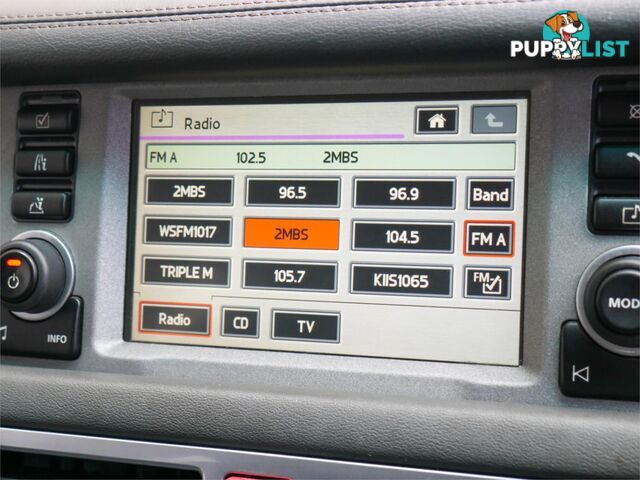 PUPPYLIST
Radio
FM A 102.5 2MBS
2MBS 96.5 96.9 Band
WSFM1017 2MBS 104.5 FM A
TRIPLE M 105.7 KIIS1065 FM
Radio CD TV
INFO
MOD